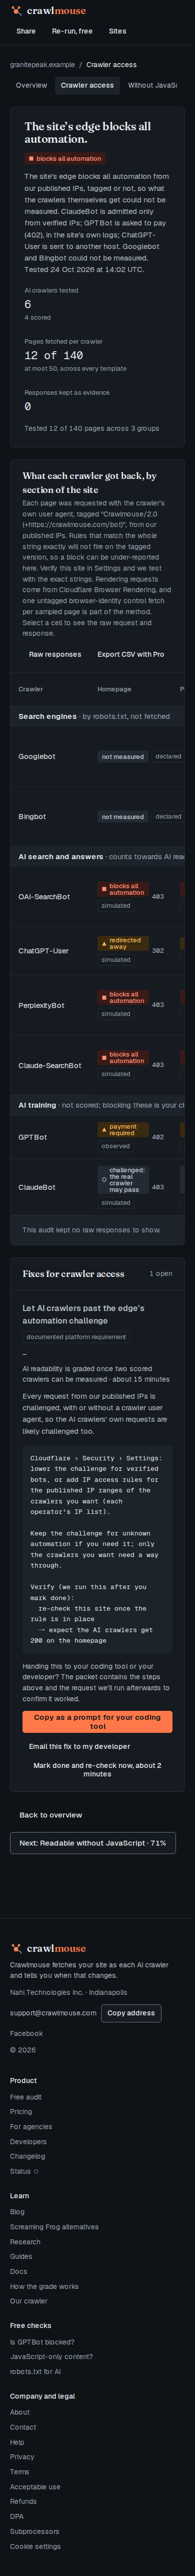 crawlmouse
Share Re-run, free Sites
granitepeak.example / Crawler access
Overview Crawler access Without JavaSc
The site's edge blocks all
automation.
blocks all automation
The site's edge blocks all automation from
our published IPs, tagged or not, so what
the crawlers themselves get could not be
measured. ClaudeBot is admitted only
from verified IPs; GPTBot is asked to pay
(402), in the site's own logs; ChatGPT-
User is sent to another host. Googlebot
and Bingbot could not be measured.
Tested 24 Oct 2026 at 14:02 UTC.
AI crawlers tested
6
4 scored
Pages fetched per crawler
12 of 140
at most 50, across every template
Responses kept as evidence
0
Tested 12 of 140 pages across 3 groups
What each crawler got back, by
section of the site
Each page was requested with the crawler's
own user agent, tagged "Crawlmouse/2.0
(+https://crawlmouse.com/bot)", from our
published IPs. Rules that match the whole
string exactly will not fire on the tagged
version, so a block can be under-reported
here. Verify this site in Settings and we test
with the exact strings. Rendering requests
come from Cloudflare Browser Rendering, and
one untagged browser-identity control fetch
per sampled page is part of the method.
Select a cell to see the raw request and
response.
Raw responses Export CSV with Pro
Crawler Homepage
Search engines · by robots.txt, not fetched
Googlebot not measured declared
Bingbot not measured declared
AI search and answers · counts towards AI rea
OAI-SearchBot blocks all automation 403
simulated
ChatGPT-User redirected away 302
simulated
PerplexityBot blocks all automation 403
simulated
Claude-SearchBot blocks all automation 403
simulated
AI training · not scored; blocking these is your ch
GPTBot payment required 402
observed
ClaudeBot challenged: the real crawler may pass 403
simulated
This audit kept no raw responses to show.
Fixes for crawler access 1 open
Let AI crawlers past the edge's
automation challenge
documented platform requirement
–
AI readability is graded once two scored
crawlers can be measured · about 15 minutes
Every request from our published IPs is
challenged, with or without a crawler user
agent, so the AI crawlers' own requests are
likely challenged too.
Cloudflare › Security › Settings:
lower the challenge for verified
bots, or add IP access rules for
the published IP ranges of the
crawlers you want (each
operator's IP list).
Keep the challenge for unknown
automation if you need it; only
the crawlers you want need a way
through.
Verify (we run this after you
mark done):
re-check this site once the
rule is in place
→ expect the AI crawlers get
200 on the homepage
Handing this to your coding tool or your
developer? The packet contains the steps
above and the request we'll rerun afterwards to
confirm it worked.
Copy as a prompt for your coding
tool
Email this fix to my developer
Mark done and re-check now, about 2
minutes
Back to overview
Next: Readable without JavaScript · 71%
crawlmouse
Crawlmouse fetches your site as each AI crawler
and tells you when that changes.
Nahl Technologies Inc. · Indianapolis
support@crawlmouse.com Copy address
Facebook
© 2026
Product
Free audit
Pricing
For agencies
Developers
Changelog
Status
Learn
Blog
Screaming Frog alternatives
Research
Guides
Docs
How the grade works
Our crawler
Free checks
Is GPTBot blocked?
JavaScript-only content?
robots.txt for AI
Company and legal
About
Contact
Help
Privacy
Terms
Acceptable use
Refunds
DPA
Subprocessors
Cookie settings